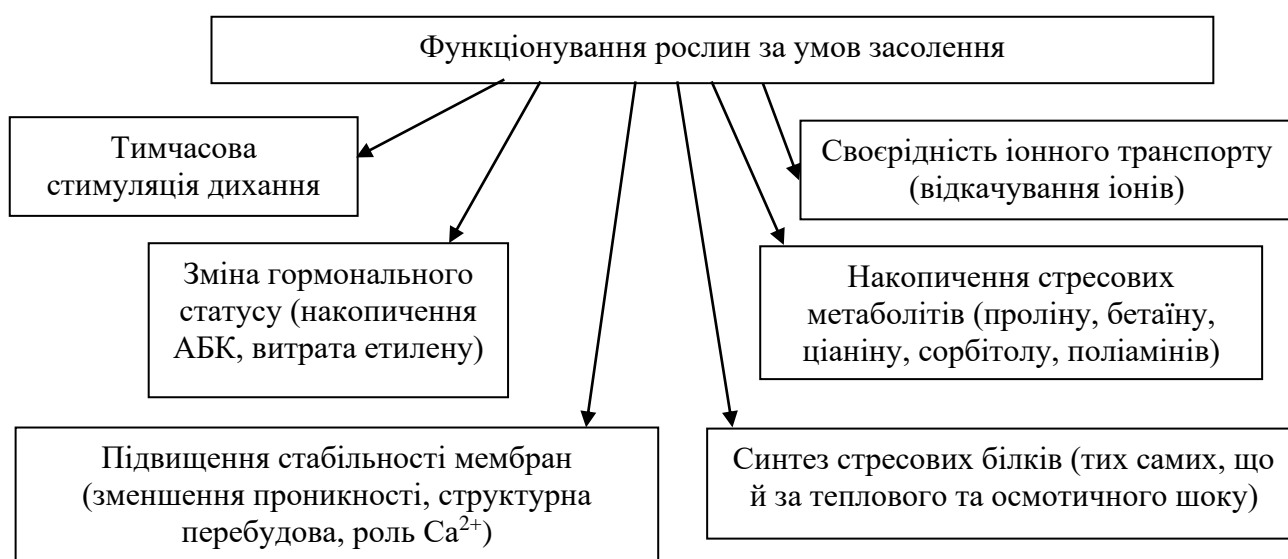 Функціонування рослин за умов засолення
Тимчасова
стимуляція дихання
Своєрідність іонного транспорту
(відкачування іонів)
Зміна гормонального
статусу (накопичення
АБК, витрата етилену)
Накопичення стресових
метаболітів (проліну, бетаїну,
ціаніну, сорбітолу, поліамінів)
Підвищення стабільності мембран
(зменшення проникності, структурна
перебудова, роль Ca²⁺)
Синтез стресових білків (тих самих, що
й за теплового та осмотичного шоку)